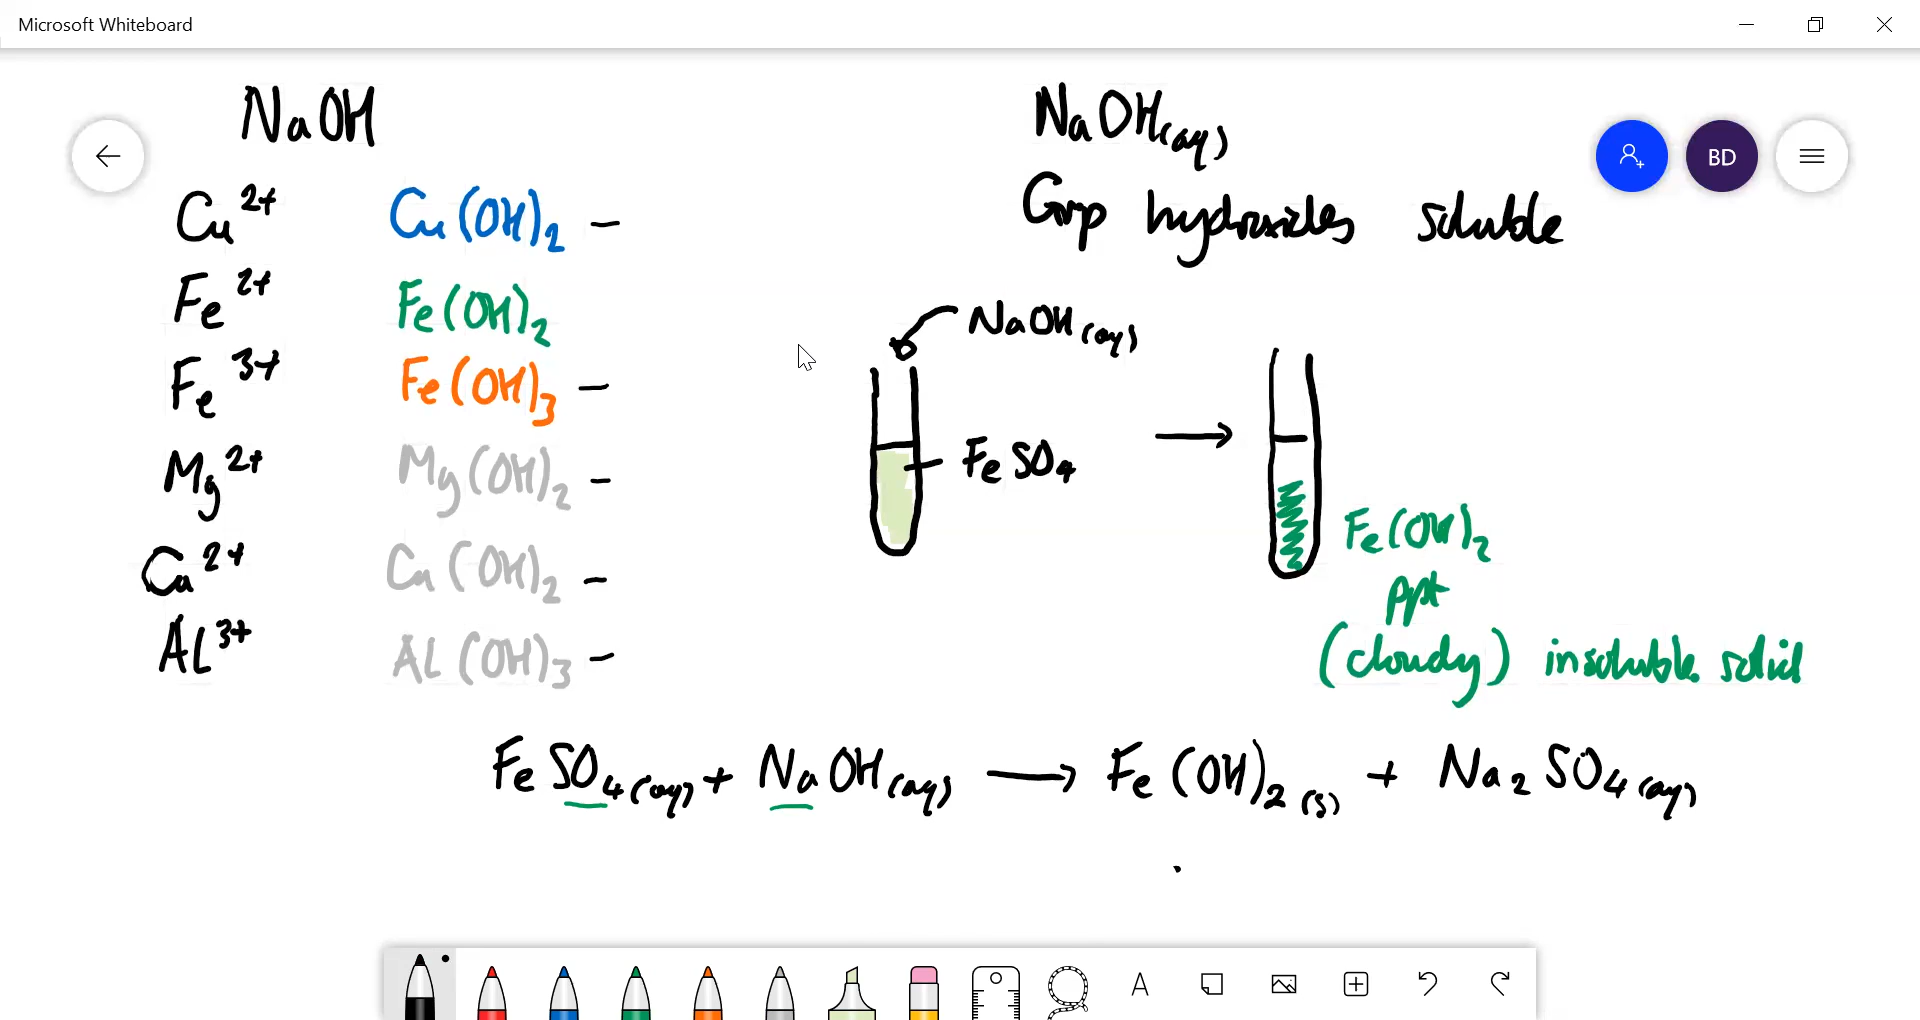 Microsoft Whiteboard
NaOH
Cu²⁺ Cu(OH)₂ –
Fe²⁺ Fe(OH)₂
Fe³⁺ Fe(OH)₃ –
Mg²⁺ Mg(OH)₂ –
Ca²⁺ Ca(OH)₂ –
Al³⁺ Al(OH)₃ –
NaOH(aq)
Grp hydroxides soluble
BD
NaOH(aq)
FeSO₄ →
Fe(OH)₂
ppt
(cloudy) insoluble solid
FeSO₄(aq) + NaOH(aq) → Fe(OH)₂(s) + Na₂SO₄(aq)
A